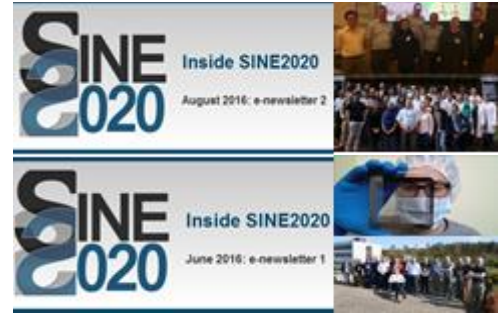 SINE
2020
Inside SINE2020
August 2016: e-newsletter 2
SINE
2020
Inside SINE2020
June 2016: e-newsletter 1